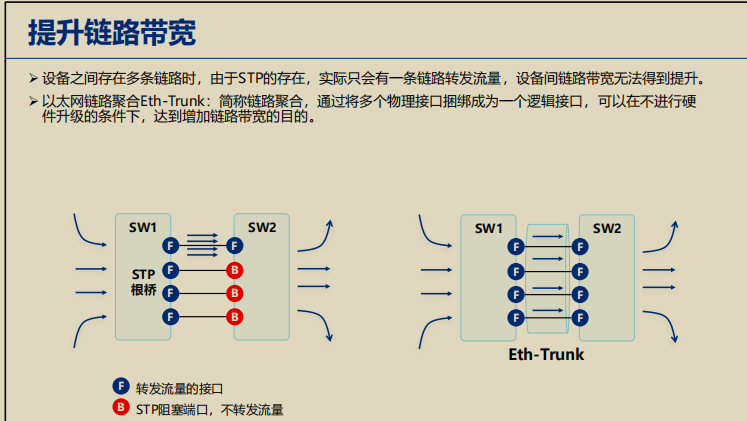 提升链路带宽
➢ 设备之间存在多条链路时，由于STP的存在，实际只会有一条链路转发流量，设备间链路带宽无法得到提升。
➢ 以太网链路聚合Eth-Trunk：简称链路聚合，通过将多个物理接口捆绑成为一个逻辑接口，可以在不进行硬
件升级的条件下，达到增加链路带宽的目的。
SW1 SW2 SW1 SW2
F F F F
STP F B F F
根桥 F B F F
F B F F
Eth-Trunk
F 转发流量的接口
B STP阻塞端口，不转发流量